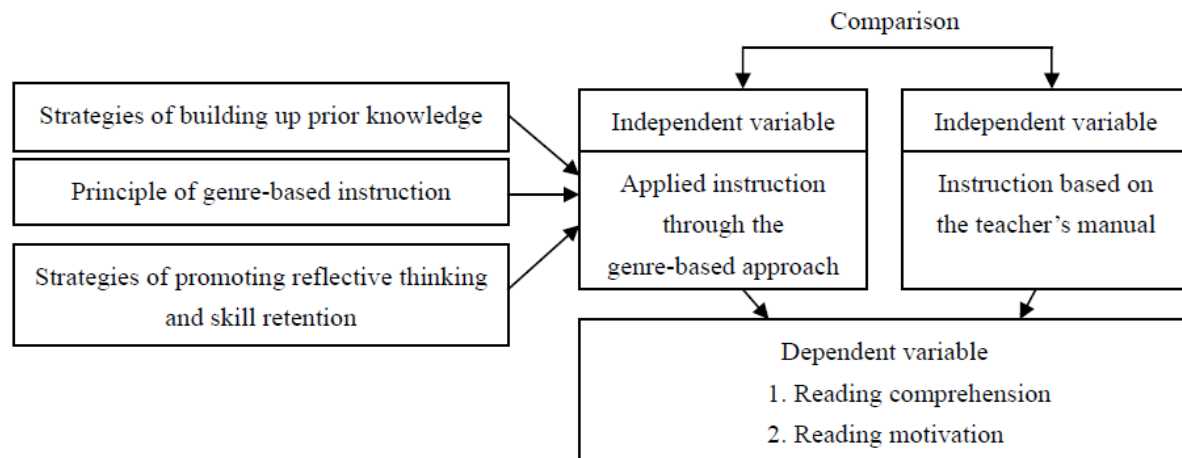 Comparison
Strategies of building up prior knowledge
Principle of genre-based instruction
Strategies of promoting reflective thinking
and skill retention
Independent variable
Applied instruction
through the
genre-based approach
Independent variable
Instruction based on
the teacher’s manual
Dependent variable
1. Reading comprehension
2. Reading motivation